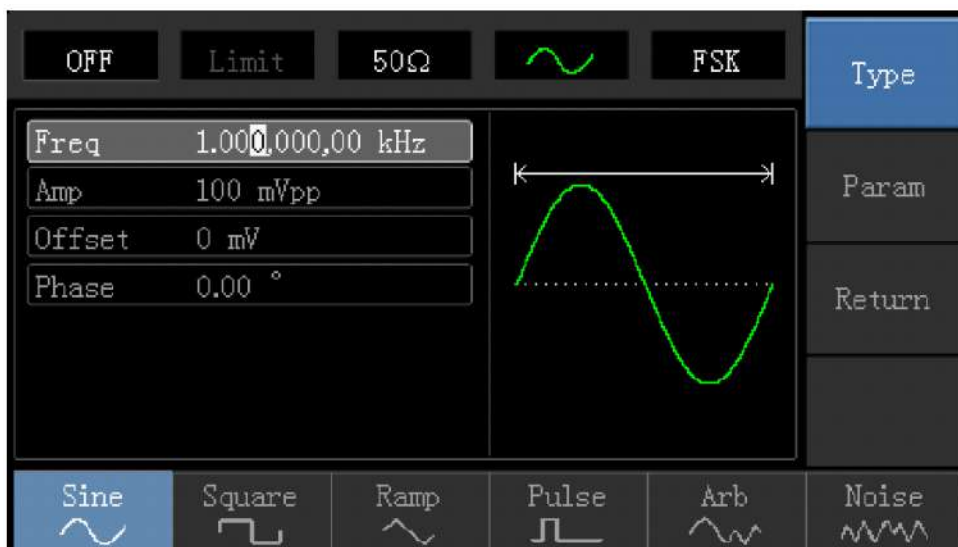 OFF Limit 50Ω FSK
Type
Freq 1.000,000,00 kHz
Amp 100 mVpp
Offset 0 mV
Phase 0.00 °
Param
Return
Sine Square Ramp Pulse Arb Noise